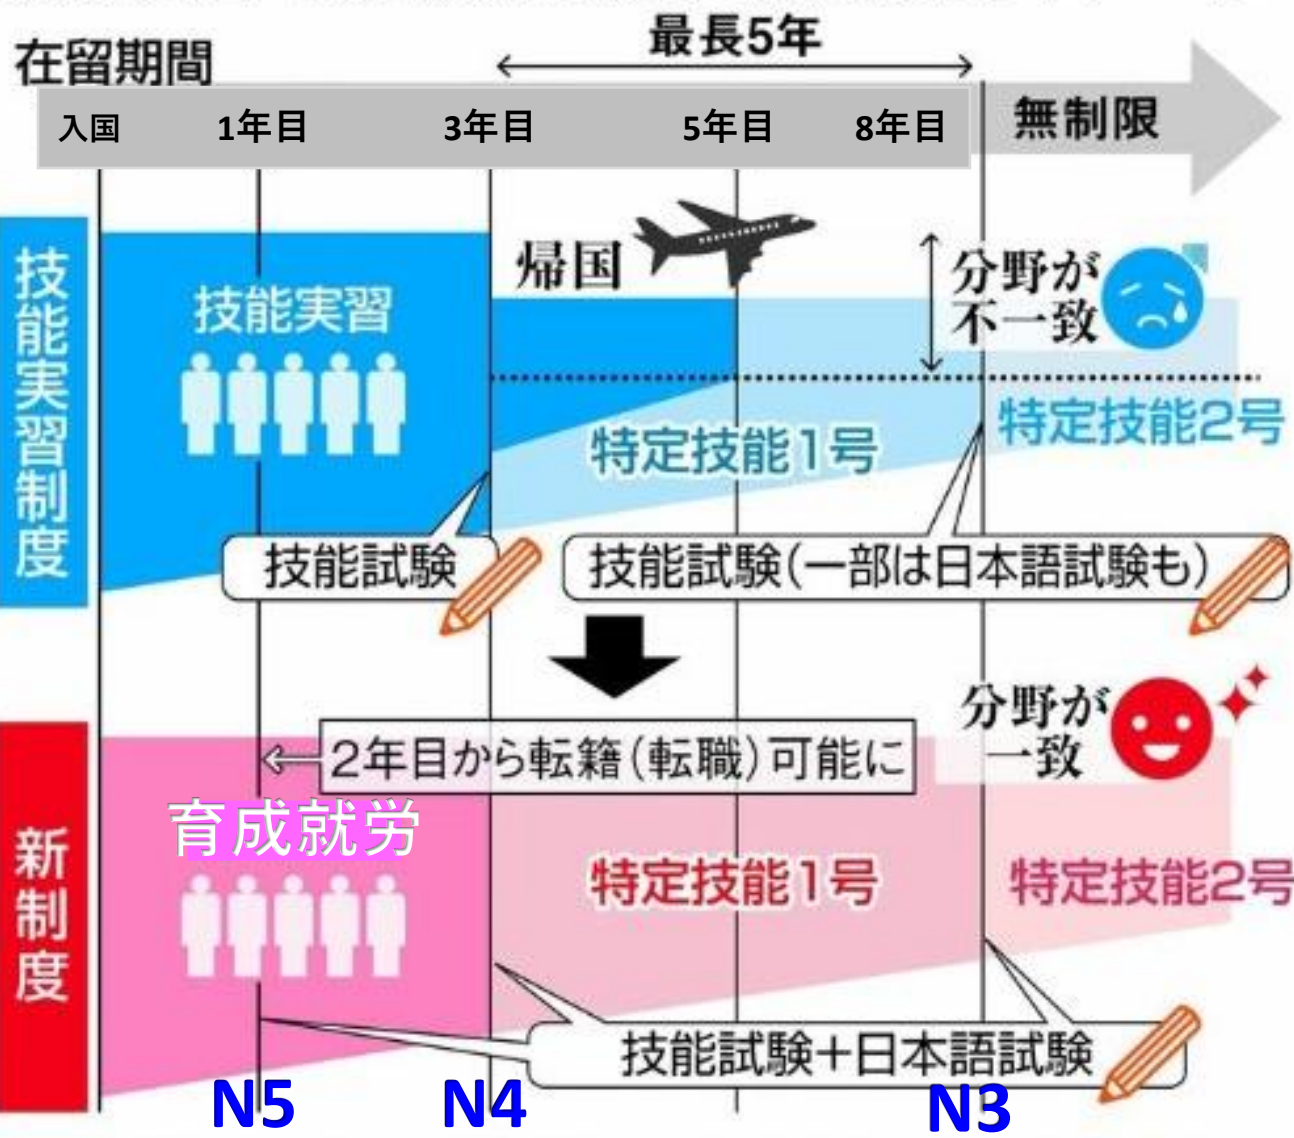 最長5年
在留期間
入国 1年目 3年目 5年目 8年目 無制限
技能実習制度
技能実習
帰国
分野が
不一致
特定技能1号
特定技能2号
技能試験
技能試験(一部は日本語試験も)
分野が
一致
2年目から転籍(転職)可能に
新制度
育成就労
特定技能1号
特定技能2号
技能試験+日本語試験
N5 N4 N3